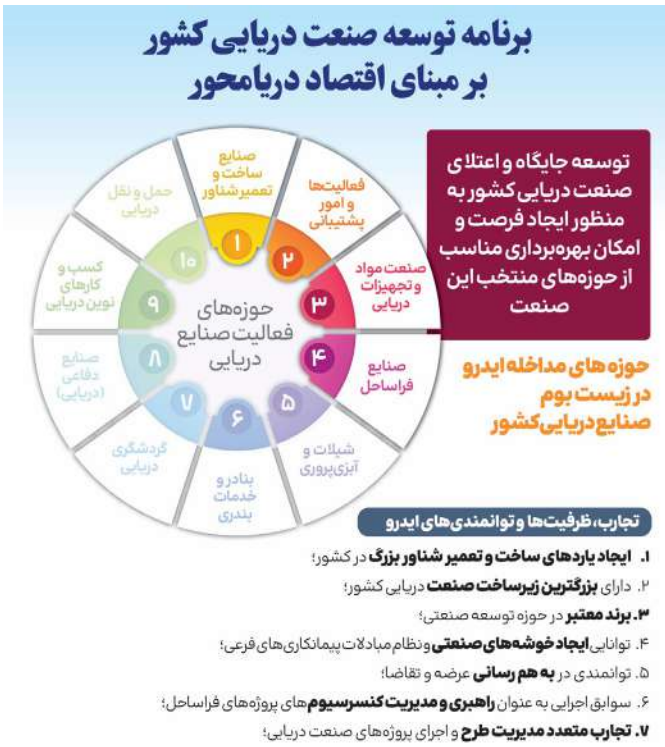 برنامه توسعه صنعت دریایی کشور
بر مبنای اقتصاد دریامحور
توسعه جایگاه و اعتلای
صنعت دریایی کشور به
منظور ایجاد فرصت و
امکان بهره‌برداری مناسب
از حوزه‌های منتخب این
صنعت
حوزه های مداخله ایدرو
در زیست بوم
صنایع دریایی کشور
حوزه‌های
فعالیت صنایع
دریایی
۱
صنایع
ساخت و
تعمیر شناور
۲
فعالیت‌ها
و امور
پشتیبانی
۳
صنعت مواد
و تجهیزات
دریایی
۴
صنایع
فراساحل
۵
شیلات و
آبزی‌پروری
۶
بنادر و
خدمات
بندری
۷
گردشگری
دریایی
۸
صنایع
دفاعی
(دریایی)
۹
کسب و
کارهای
نوین دریایی
۱۰
حمل و نقل
دریایی
تجارب، ظرفیت‌ها و توانمندی‌های ایدرو
۱. ایجاد یاردهای ساخت و تعمیر شناور بزرگ در کشور؛
۲. دارای بزرگترین زیرساخت صنعت دریایی کشور؛
۳. برند معتبر در حوزه توسعه صنعتی؛
۴. توانایی ایجاد خوشه‌های صنعتی و نظام مبادلات پیمانکاری‌های فرعی؛
۵. توانمندی در به هم رسانی عرضه و تقاضا؛
۶. سوابق اجرایی به عنوان راهبری و مدیریت کنسرسیوم‌های پروژه‌های فراساحل؛
۷. تجارب متعدد مدیریت طرح و اجرای پروژه‌های صنعت دریایی؛